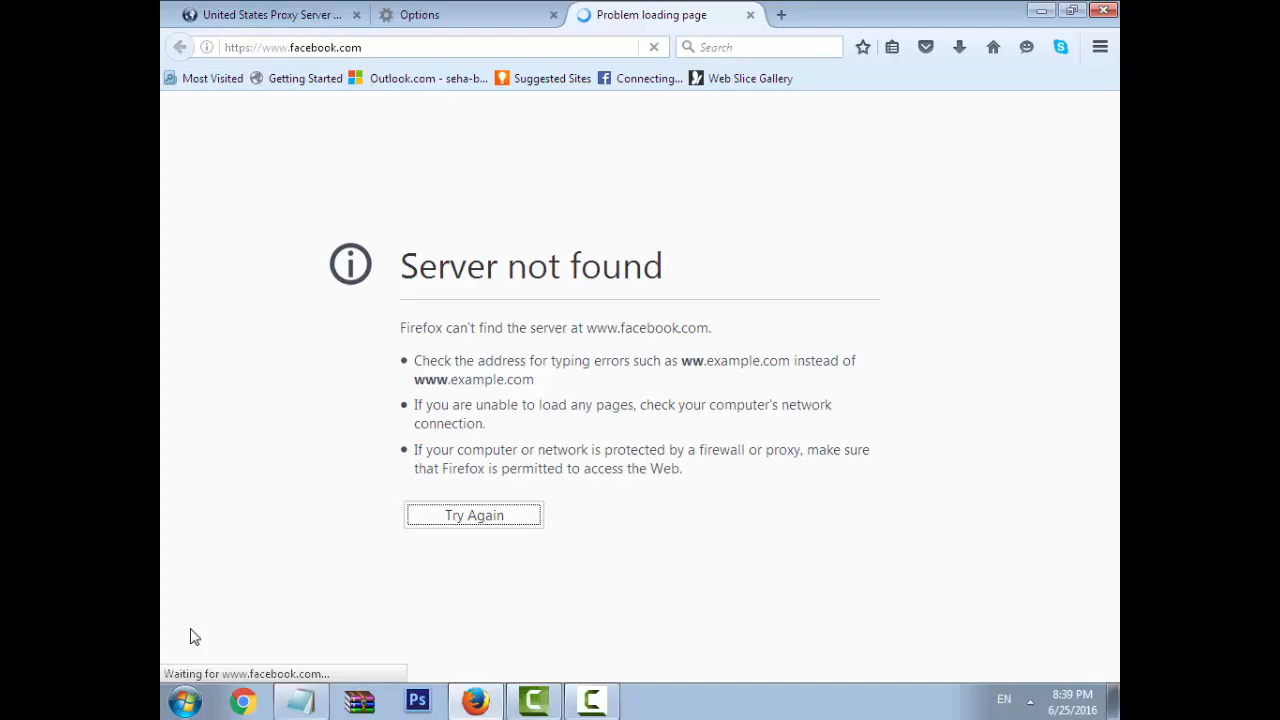 United States Proxy Server ...
Options
Problem loading page
https://www.facebook.com
Search
Most Visited
Getting Started
Outlook.com - seha-b...
Suggested Sites
Connecting...
Web Slice Gallery
Server not found
Firefox can't find the server at www.facebook.com.
Check the address for typing errors such as ww.example.com instead of
www.example.com
If you are unable to load any pages, check your computer's network
connection.
If your computer or network is protected by a firewall or proxy, make sure
that Firefox is permitted to access the Web.
Try Again
Waiting for www.facebook.com...
Ps
EN
8:39 PM
6/25/2016